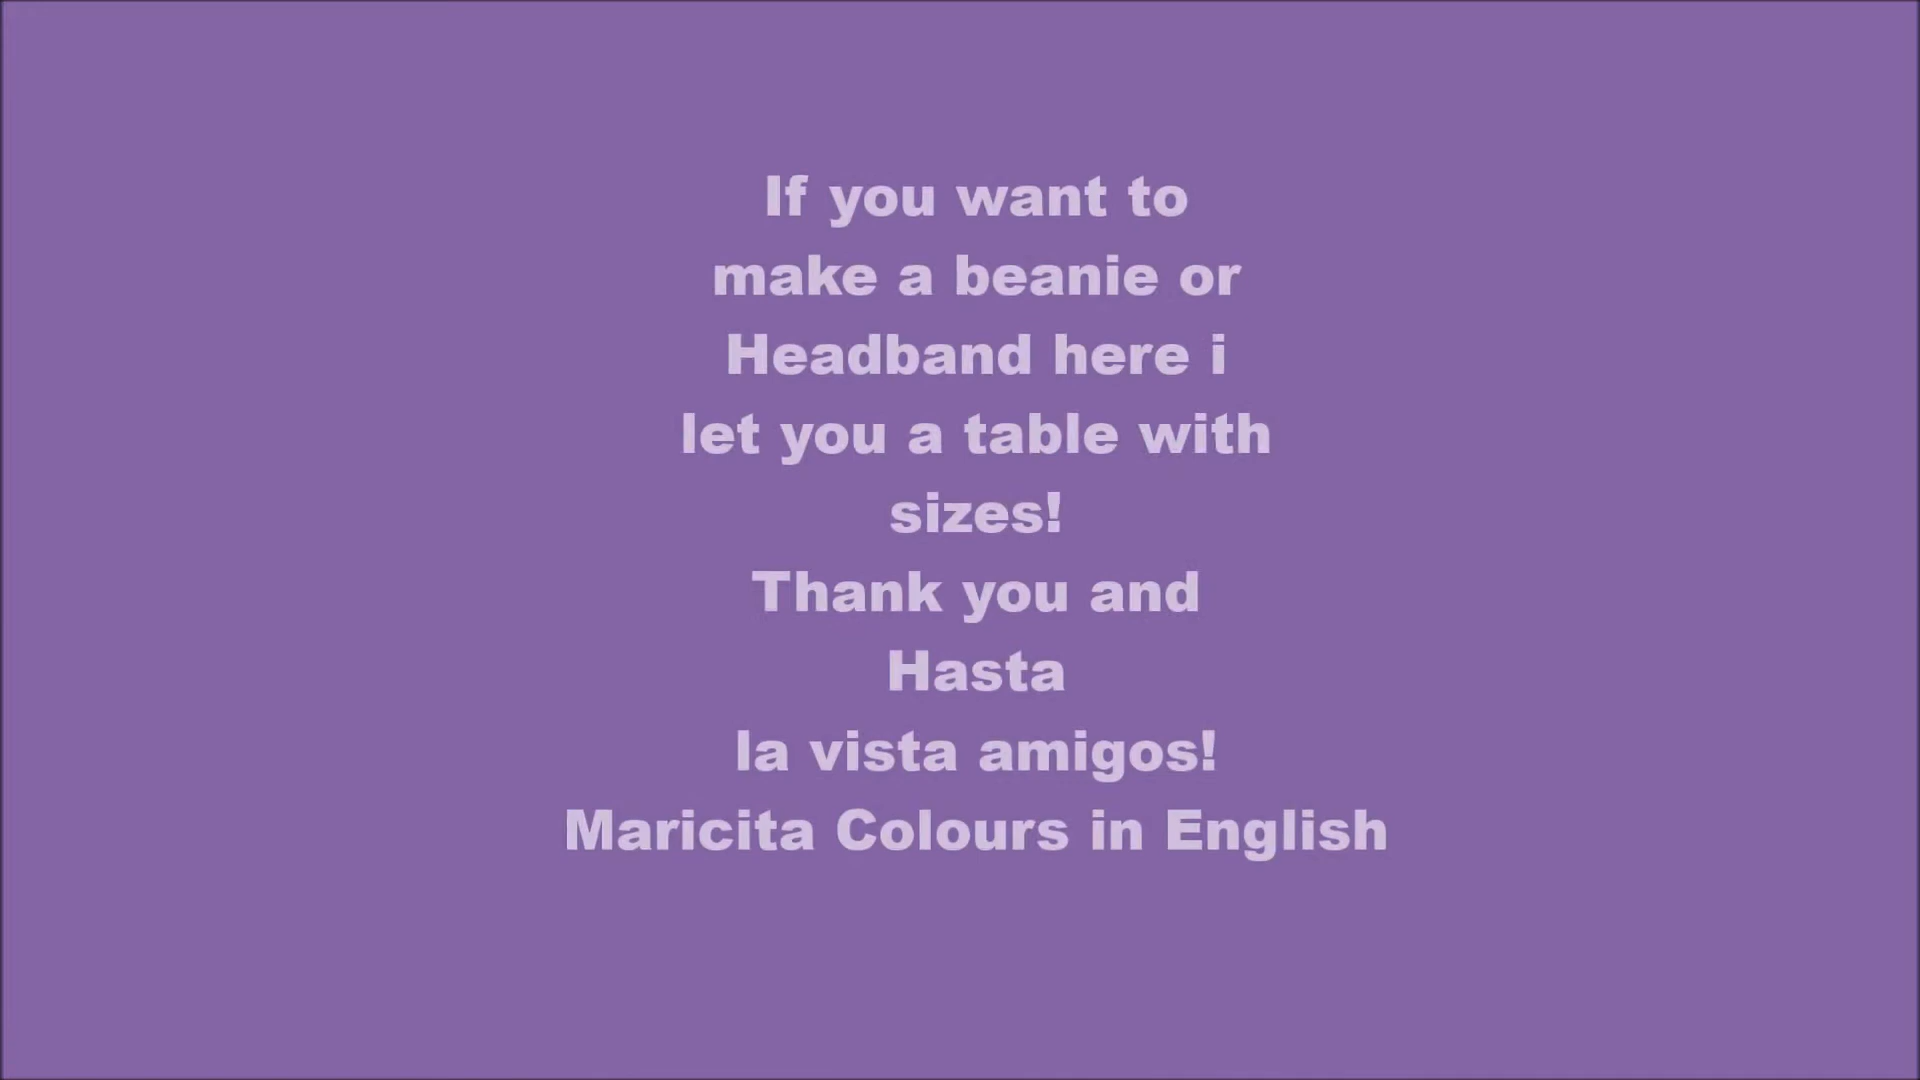 If you want to
make a beanie or
Headband here i
let you a table with
sizes!
Thank you and
Hasta
la vista amigos!
Maricita Colours in English